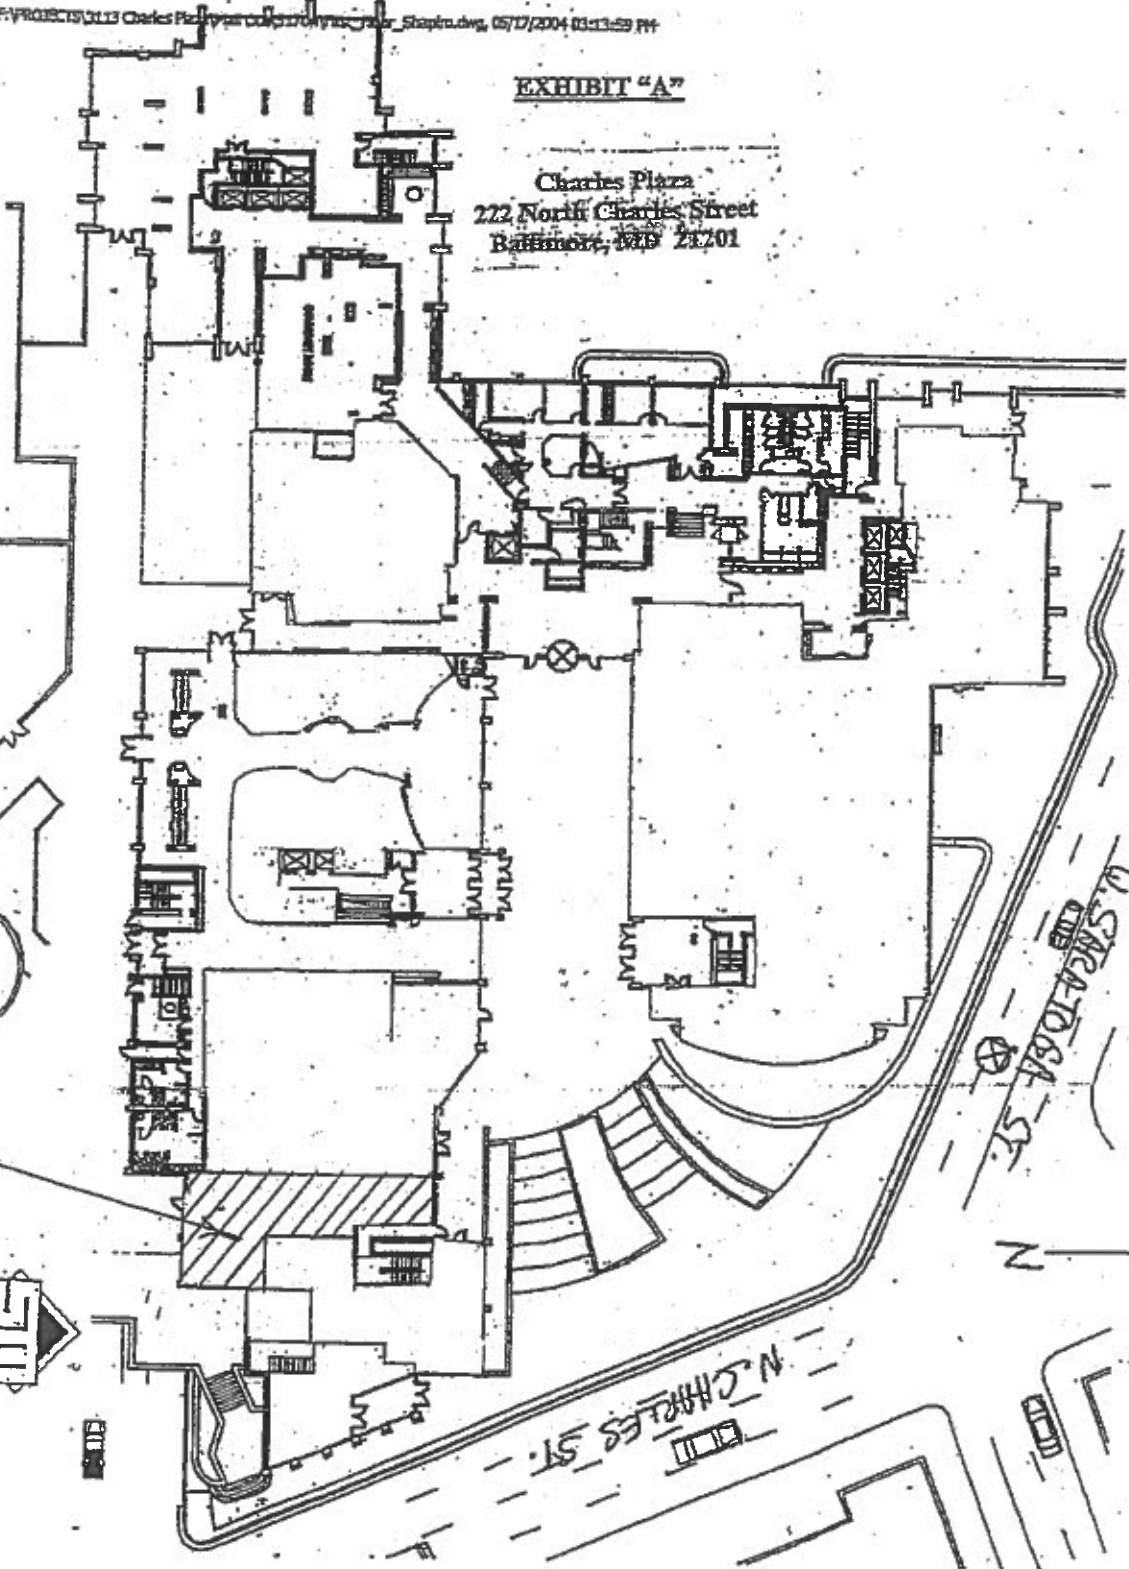 EXHIBIT "A"
Charles Plaza
222 North Charles Street
Baltimore, MD 21201
W. SARATOGA ST.
N
N. CHARLES ST.